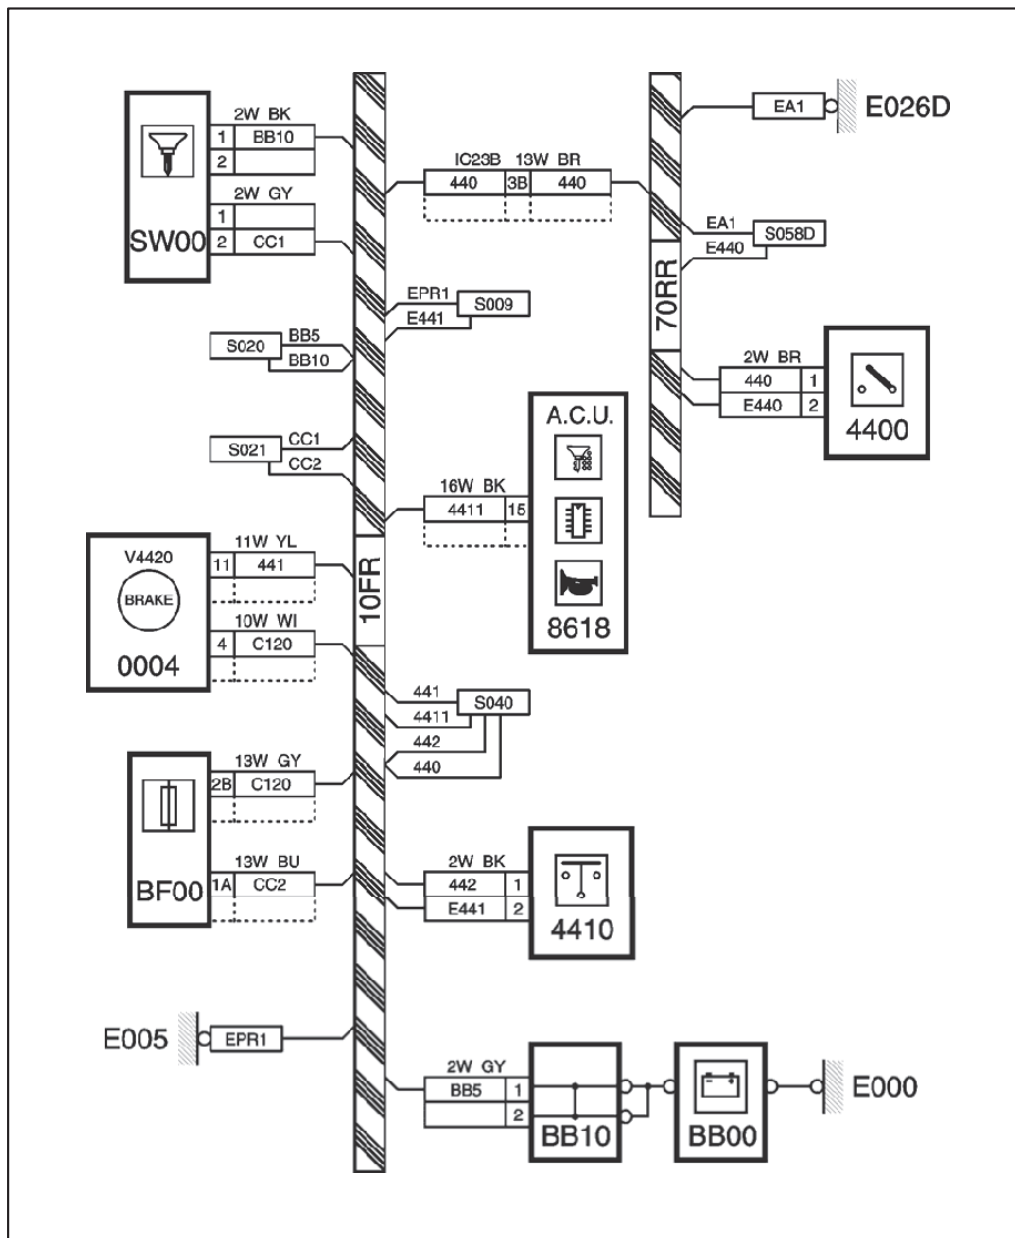 2W BK
1 BB10
2
2W GY
1
2 CC1
SW00
EA1 E026D
IC23B 13W BR
440 3B 440
EA1 S058D
E440
70RR
EPR1 S009
E441
BB5
S020
BB10
2W BR
440 1
E440 2
4400
A.C.U.
CC1
S021
CC2
16W BK
4411 15
8618
10FR
V4420
BRAKE
0004
11W YL
11 441
10W WI
4 C120
441 S040
4411
442
440
13W GY
2B C120
BF00
13W BU
1A CC2
2W BK
442 1
E441 2
4410
E005 EPR1
2W GY
BB5 1
2
BB10
BB00
E000